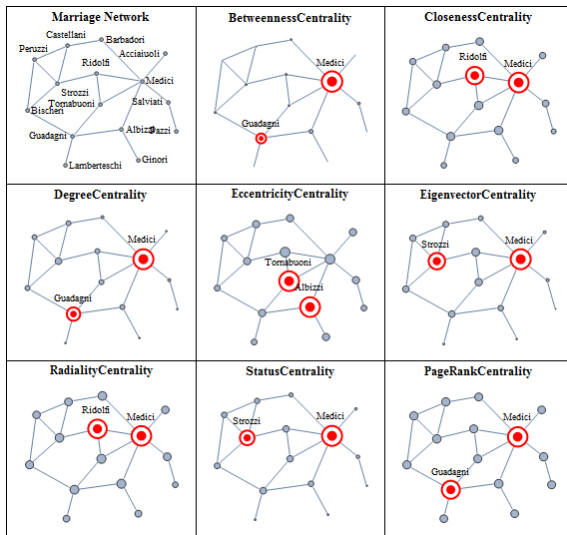 Marriage Network
Castellani
Barbadori
Peruzzi
Acciaiuoli
Ridolfi
Medici
Strozzi
Tornabuoni
Salviati
Bischeri
Guadagni
Albizzi
Pazzi
Lamberteschi
Ginori
BetweennessCentrality
Medici
Guadagni
ClosenessCentrality
Ridolfi
Medici
DegreeCentrality
Medici
Guadagni
EccentricityCentrality
Tornabuoni
Albizzi
EigenvectorCentrality
Strozzi
Medici
RadialityCentrality
Ridolfi
Medici
StatusCentrality
Strozzi
Medici
PageRankCentrality
Medici
Guadagni